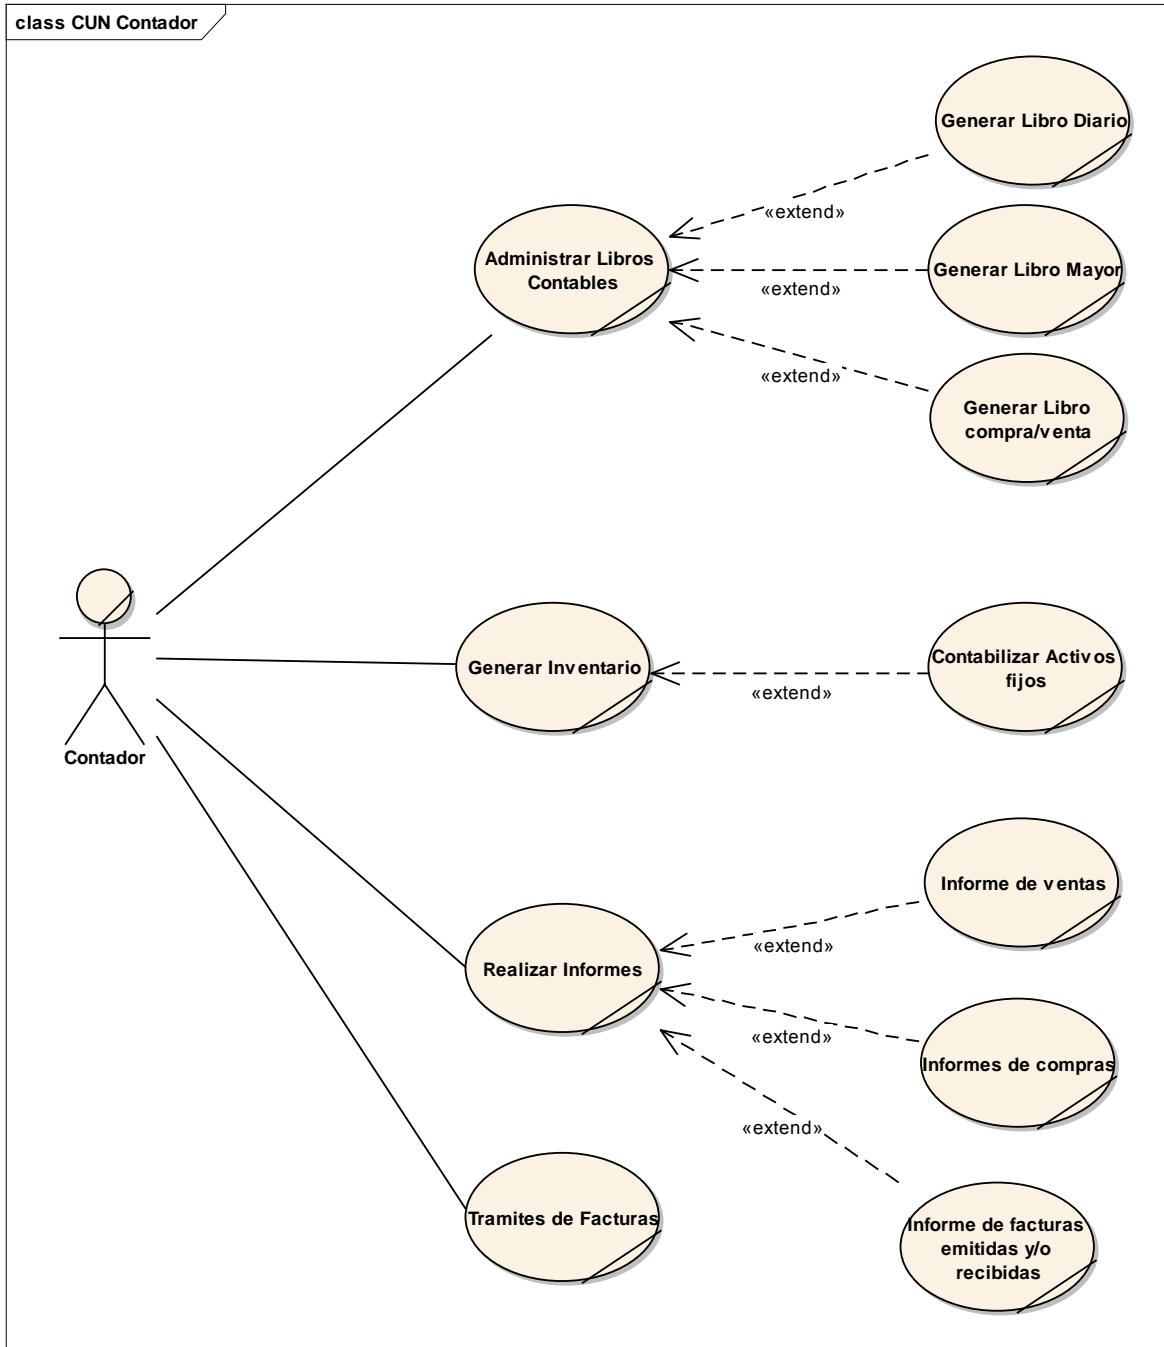 class CUN Contador
Generar Libro Diario
«extend»
Administrar Libros
Contables
Generar Libro Mayor
«extend»
«extend»
Generar Libro
compra/venta
Contador
Generar Inventario
«extend»
Contabilizar Activos
fijos
Informe de ventas
«extend»
Realizar Informes
«extend»
Informes de compras
«extend»
Tramites de Facturas
Informe de facturas
emitidas y/o
recibidas